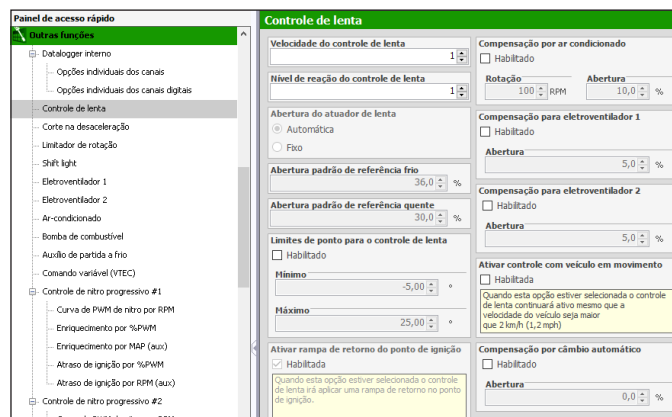 Painel de acesso rápido
Outras funções
Datalogger interno
Opções individuais dos canais
Opções individuais dos canais digitais
Controle de lenta
Corte na desaceleração
Limitador de rotação
Shift light
Eletroventilador 1
Eletroventilador 2
Ar-condicionado
Bomba de combustível
Auxílio de partida a frio
Comando variável (VTEC)
Controle de nitro progressivo #1
Curva de PWM de nitro por RPM
Enriquecimento por %PWM
Enriquecimento por MAP (aux)
Atraso de ignição por %PWM
Atraso de ignição por RPM (aux)
Controle de nitro progressivo #2
Controle de lenta
Velocidade do controle de lenta
1
Nível de reação do controle de lenta
1
Abertura do atuador de lenta
Automática
Fixo
Abertura padrão de referência frio
36,0 %
Abertura padrão de referência quente
30,0 %
Limites de ponto para o controle de lenta
Habilitado
Mínimo
-5,00 °
Máximo
25,00 °
Ativar rampa de retorno do ponto de ignição
Habilitada
Quando esta opção estiver selecionada o controle
de lenta irá aplicar uma rampa de retorno no ponto
de ignição.
Compensação por ar condicionado
Habilitado
Rotação Abertura
100 RPM 10,0 %
Compensação para eletroventilador 1
Habilitado
Abertura
5,0 %
Compensação para eletroventilador 2
Habilitado
Abertura
5,0 %
Ativar controle com veículo em movimento
Habilitada
Quando esta opção estiver selecionada o controle
de lenta continuará ativo mesmo que a
velocidade do veículo seja maior
que 2 km/h (1,2 mph)
Compensação por câmbio automático
Habilitado
Abertura
0,0 %